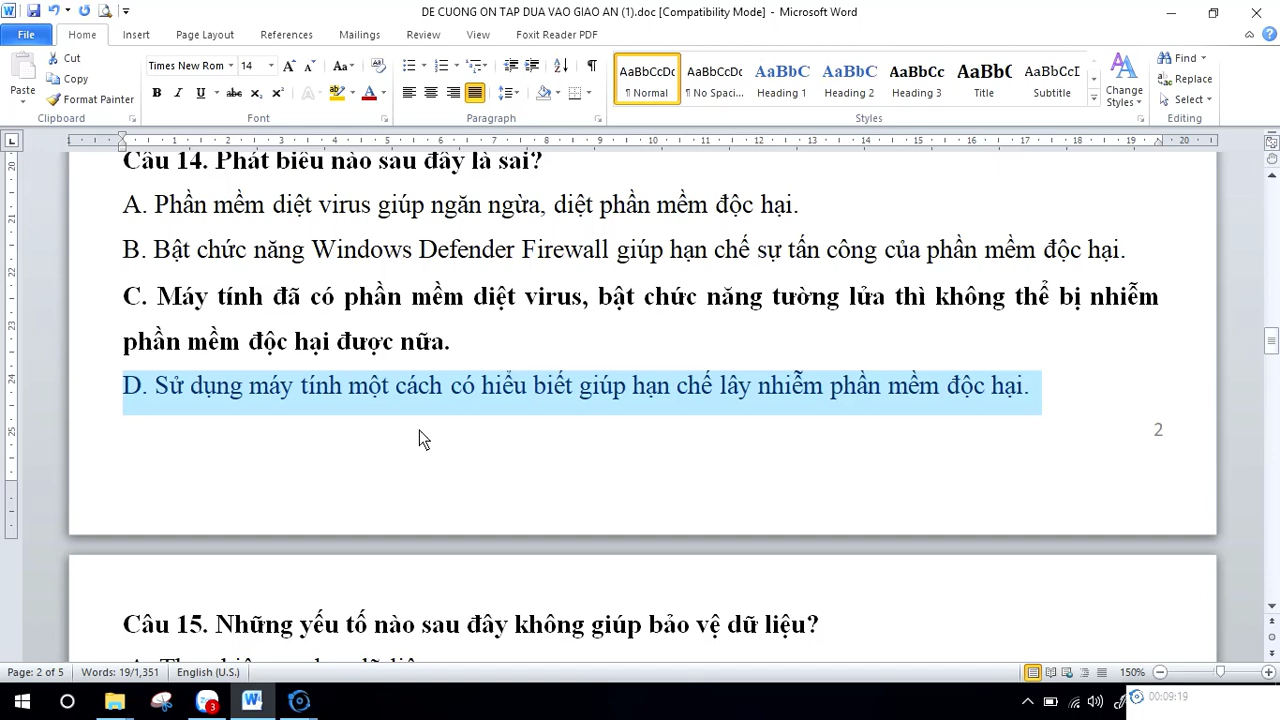 DE CUONG ON TAP DUA VAO GIAO AN (1).doc [Compatibility Mode] - Microsoft Word
File Home Insert Page Layout References Mailings Review View Foxit Reader PDF
Paste
Cut
Copy
Format Painter
Clipboard
Times New Rom 14
Font
Paragraph
AaBbCcDc ¶ Normal
AaBbCcDc ¶ No Spaci...
AaBbC Heading 1
AaBbC Heading 2
AaBbCc Heading 3
AaBb( Title
AaBbCcI Subtitle
Styles
Change Styles
Find
Replace
Select
Editing
Câu 14. Phát biểu nào sau đây là sai?
A. Phần mềm diệt virus giúp ngăn ngừa, diệt phần mềm độc hại.
B. Bật chức năng Windows Defender Firewall giúp hạn chế sự tấn công của phần mềm độc hại.
C. Máy tính đã có phần mềm diệt virus, bật chức năng tường lửa thì không thể bị nhiễm
phần mềm độc hại được nữa.
D. Sử dụng máy tính một cách có hiểu biết giúp hạn chế lây nhiễm phần mềm độc hại.
2
Câu 15. Những yếu tố nào sau đây không giúp bảo vệ dữ liệu?
Page: 2 of 5 Words: 19/1,351 English (U.S.) 150%
3
00:09:19